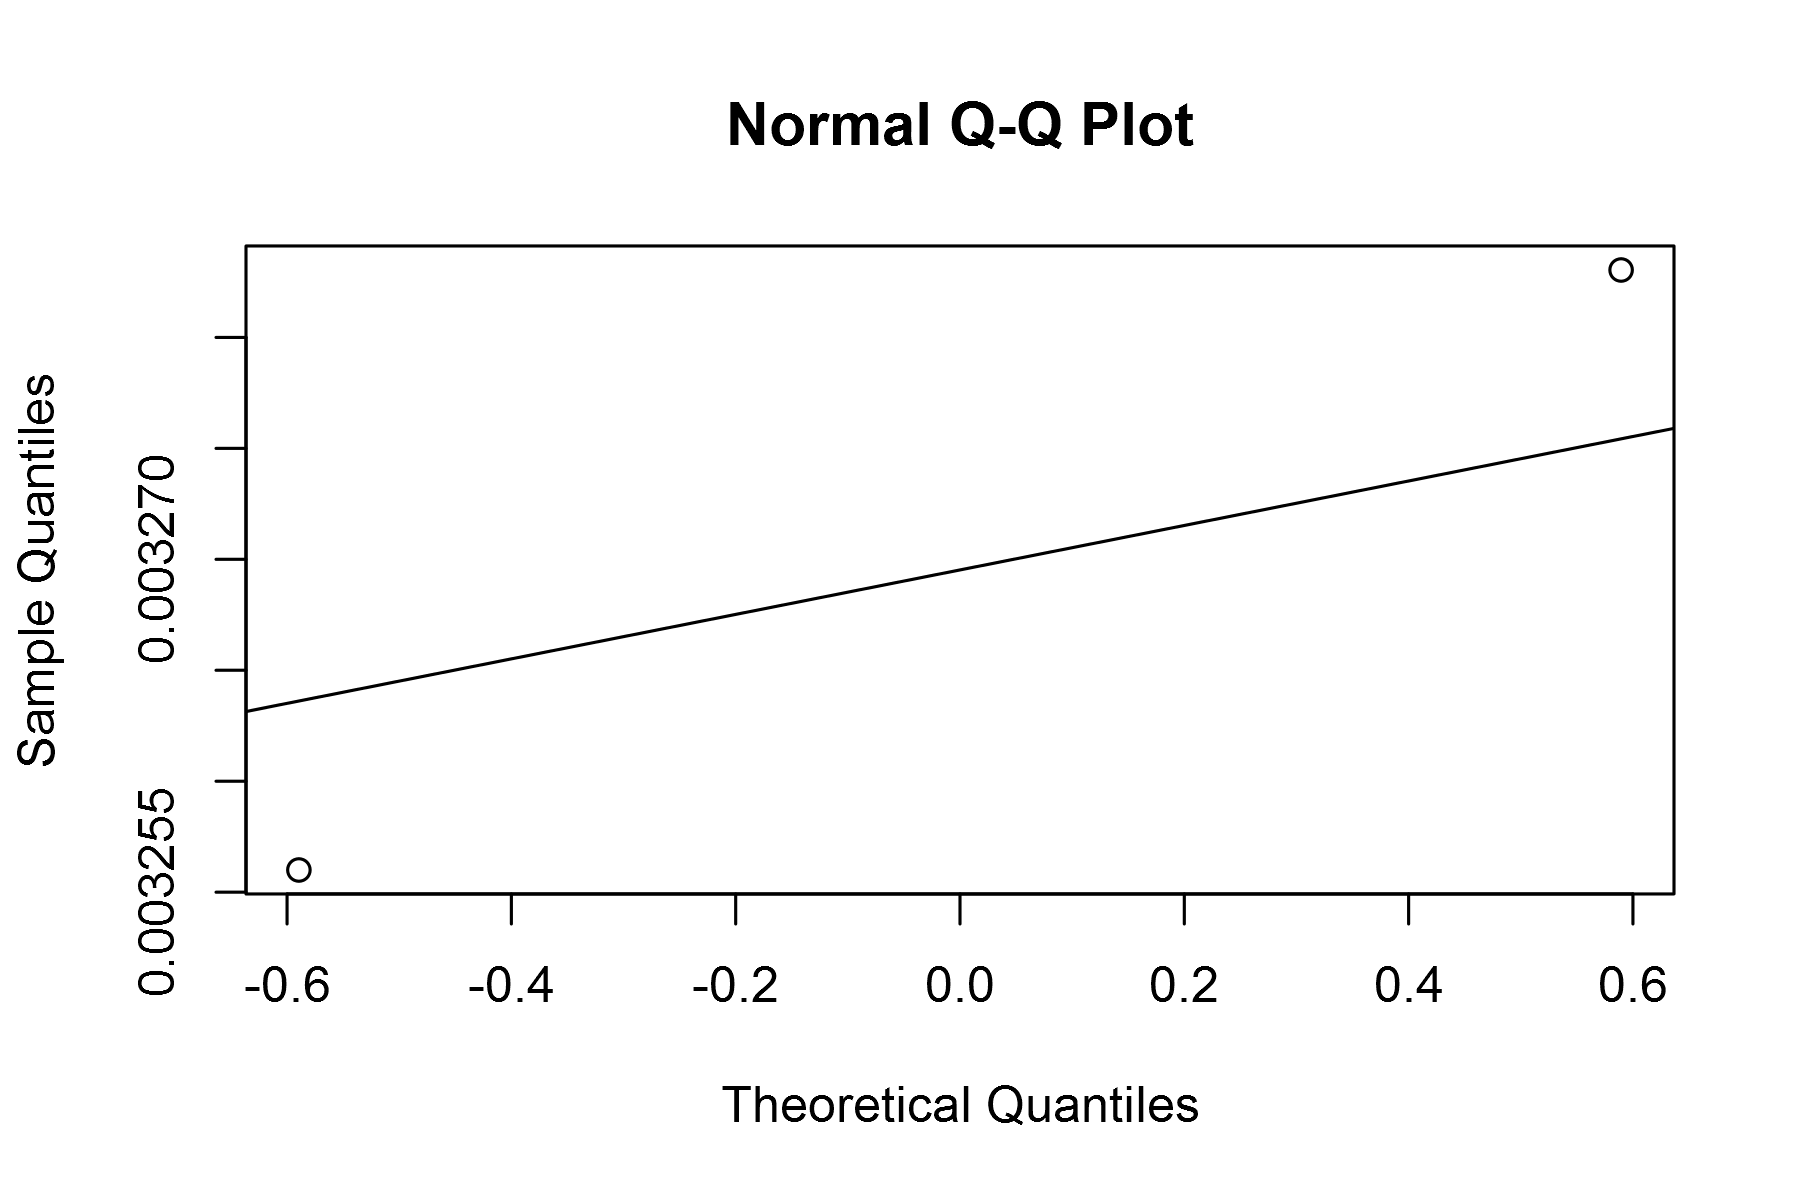 Normal Q-Q Plot
Sample Quantiles
0.003270
0.003255
-0.6 -0.4 -0.2 0.0 0.2 0.4 0.6
Theoretical Quantiles